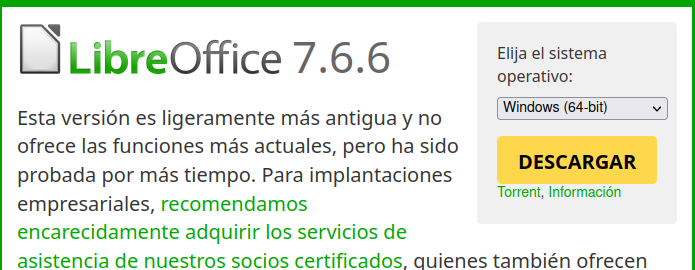 LibreOffice 7.6.6
Esta versión es ligeramente más antigua y no
ofrece las funciones más actuales, pero ha sido
probada por más tiempo. Para implantaciones
empresariales, recomendamos
encarecidamente adquirir los servicios de
asistencia de nuestros socios certificados, quienes también ofrecen
Elija el sistema
operativo:
Windows (64-bit)
DESCARGAR
Torrent, Información